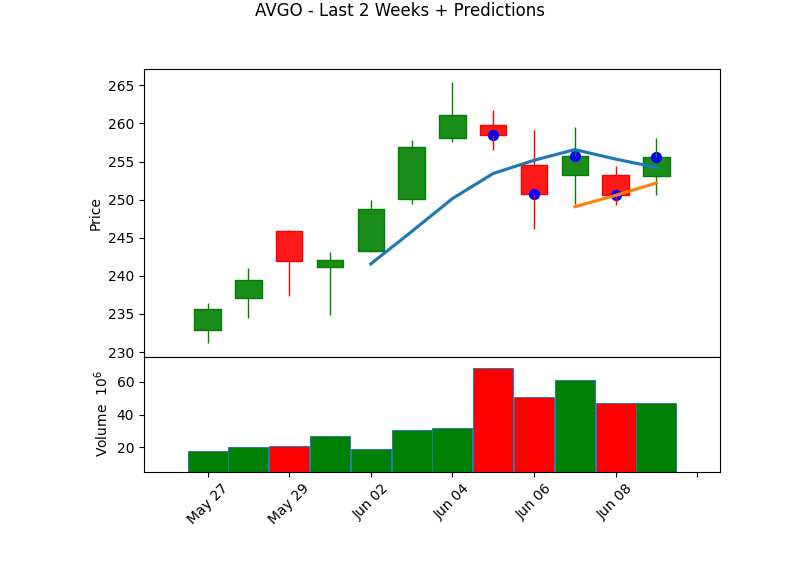 AVGO - Last 2 Weeks + Predictions
265
260
255
250
245
240
235
230
Price
60
40
20
Volume 10^6
May 27
May 29
Jun 02
Jun 04
Jun 06
Jun 08